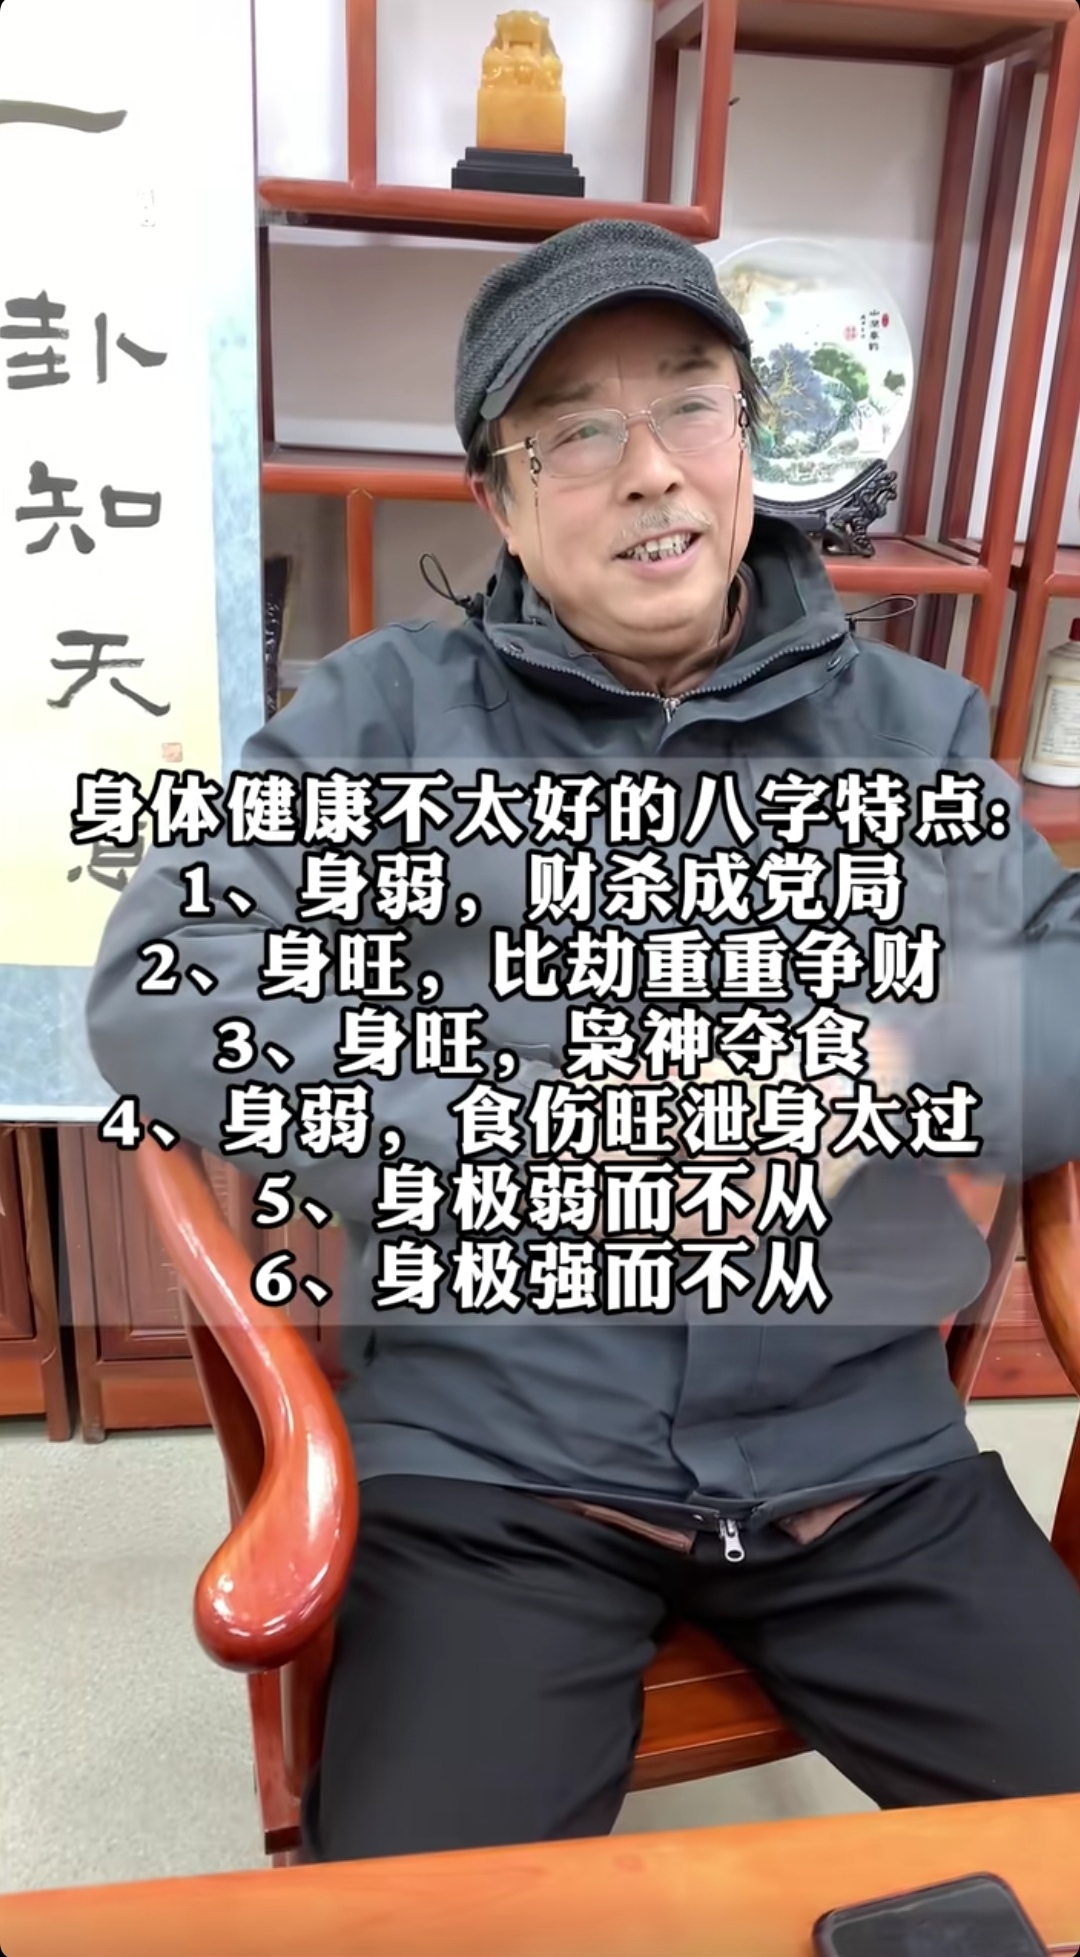 一卦知天意
身体健康不太好的八字特点:
1、身弱，财杀成党局
2、身旺，比劫重重争财
3、身旺，枭神夺食
4、身弱，食伤旺泄身太过
5、身极弱而不从
6、身极强而不从